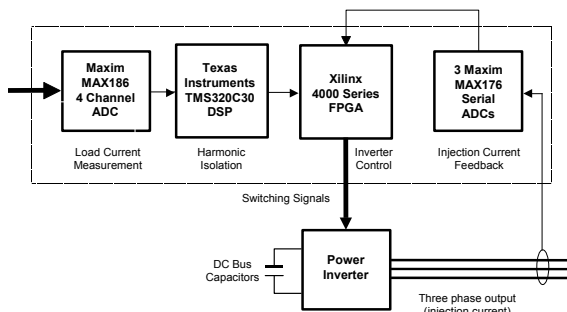 Maxim
MAX186
4 Channel
ADC
Texas
Instruments
TMS320C30
DSP
Xilinx
4000 Series
FPGA
3 Maxim
MAX176
Serial
ADCs
Load Current
Measurement
Harmonic
Isolation
Inverter
Control
Injection Current
Feedback
Switching Signals
DC Bus
Capacitors
Power
Inverter
Three phase output
(injection current)